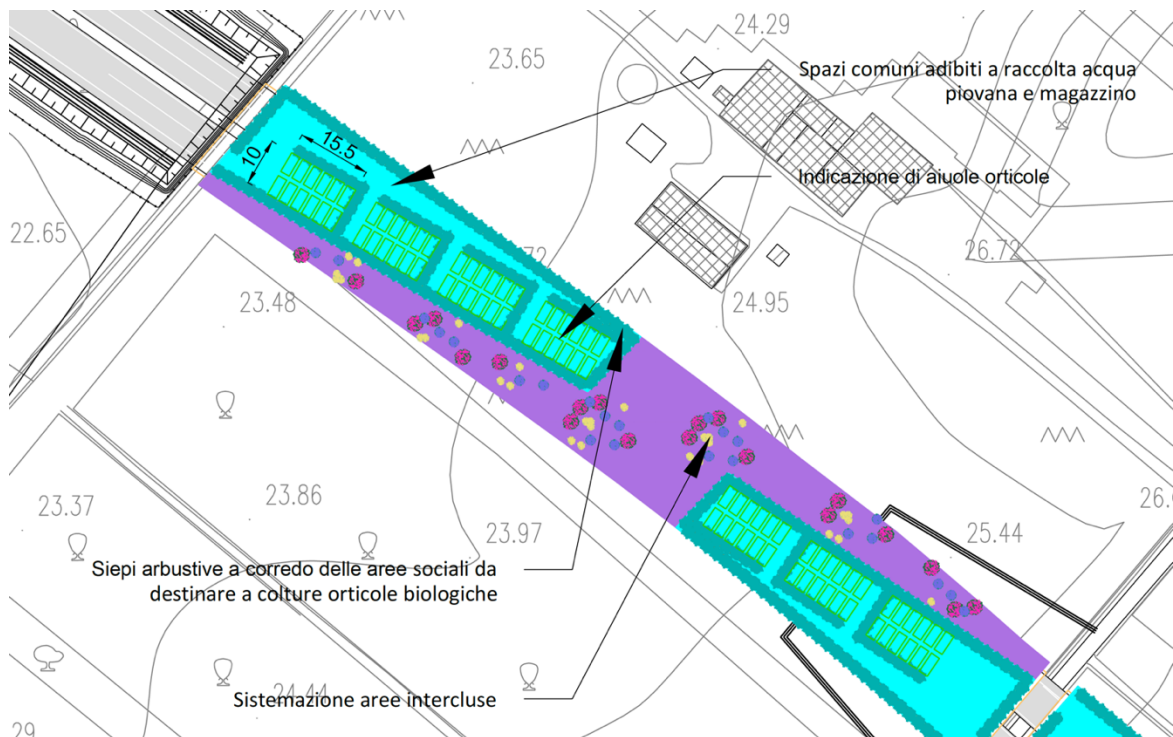 24.29
23.65
Spazi comuni adibiti a raccolta acqua
piovana e magazzino
15.5
10
Indicazione di aiuole orticole
22.65
26.72
23.48
24.95
23.37
23.86
23.97
25.44
Siepi arbustive a corredo delle aree sociali da
destinare a colture orticole biologiche
Sistemazione aree intercluse
24.44
29